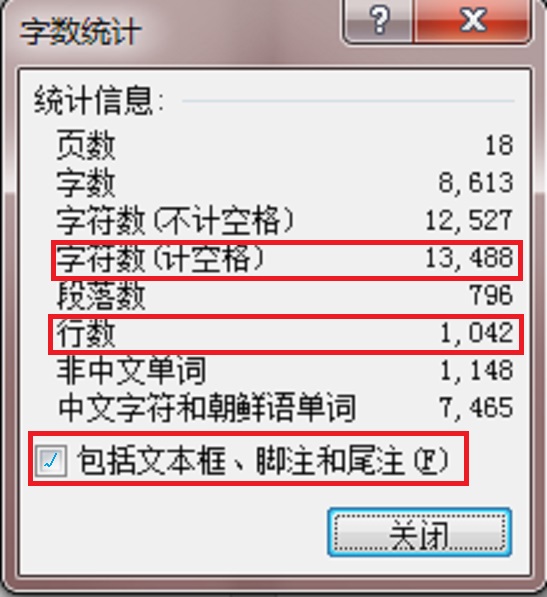 字数统计
统计信息:
页数 18
字数 8,613
字符数(不计空格) 12,527
字符数(计空格) 13,488
段落数 796
行数 1,042
非中文单词 1,148
中文字符和朝鲜语单词 7,465
包括文本框、脚注和尾注(F)
关闭